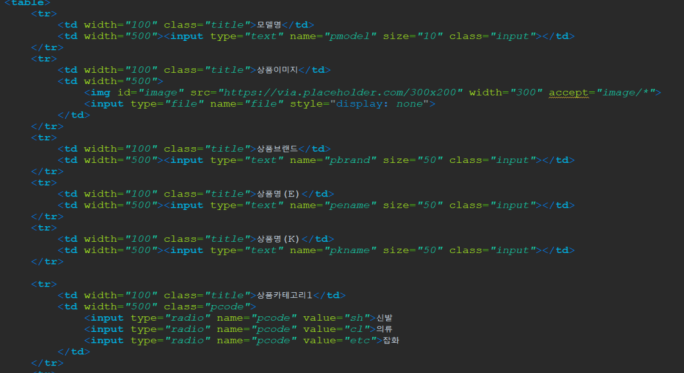 <table>
<tr>
<td width="100" class="title">모델명</td>
<td width="500"><input type="text" name="pmodel" size="10" class="input"></td>
</tr>
<tr>
<td width="100" class="title">상품이미지</td>
<td width="500">
<img id="image" src="https://via.placeholder.com/300x200" width="300" accept="image/*">
<input type="file" name="file" style="display: none">
</td>
</tr>
<tr>
<td width="100" class="title">상품브랜드</td>
<td width="500"><input type="text" name="pbrand" size="50" class="input"></td>
</tr>
<tr>
<td width="100" class="title">상품명(E)</td>
<td width="500"><input type="text" name="pename" size="50" class="input"></td>
</tr>
<tr>
<td width="100" class="title">상품명(K)</td>
<td width="500"><input type="text" name="pkname" size="50" class="input"></td>
</tr>
<tr>
<td width="100" class="title">상품카테고리1</td>
<td width="500" class="pcode">
<input type="radio" name="pcode" value="sh">신발
<input type="radio" name="pcode" value="cl">의류
<input type="radio" name="pcode" value="etc">잡화
</td>
</tr>